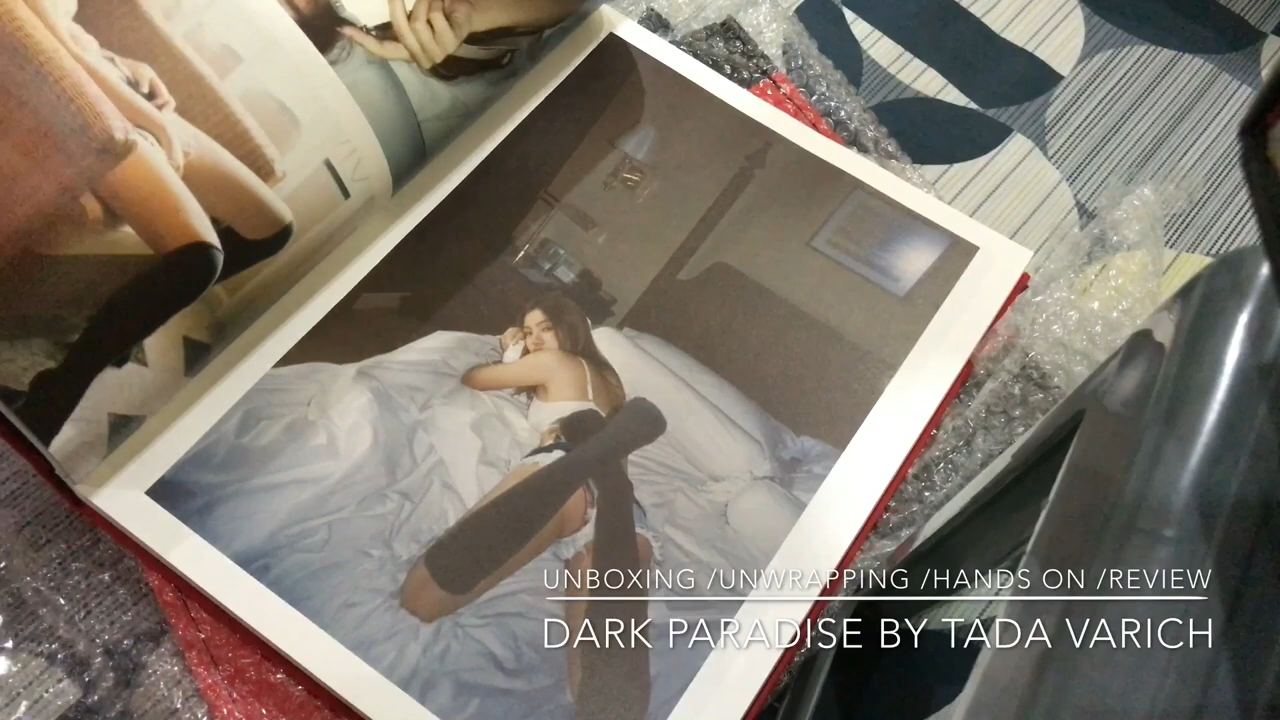 UNBOXING /UNWRAPPING /HANDS ON /REVIEW
DARK PARADISE BY TADA VARICH